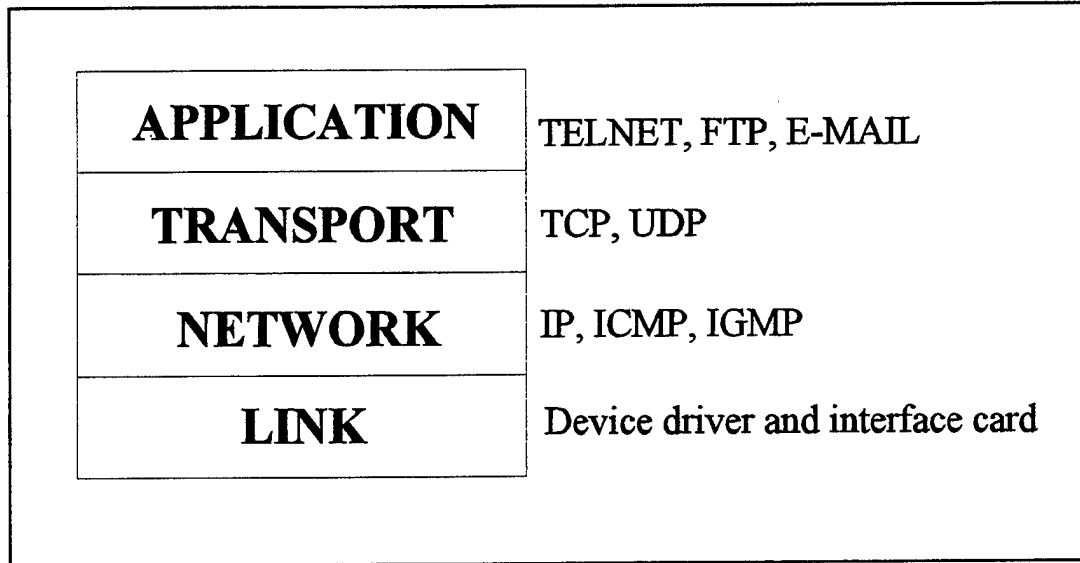 APPLICATION TELNET, FTP, E-MAIL
TRANSPORT TCP, UDP
NETWORK IP, ICMP, IGMP
LINK Device driver and interface card